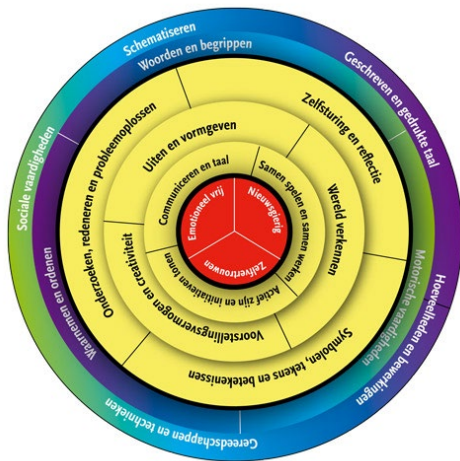 Schematiseren
Woorden en begrippen
Geschreven en gedrukte taal
Sociale vaardigheden
Onderzoeken, redeneren en probleemoplossen
Zelfsturing en reflectie
Uiten en vormgeven
Communiceren en taal
Samen spelen en samen werken
Wereld verkennen
Emotioneel vrij
Nieuwsgierig
Zelfvertrouwen
Actief zijn en initiatieven tonen
Voorstellingsvermogen en creativiteit
Symbolen, tekens en betekenissen
Waarnemen en ordenen
Motorische vaardigheden
Hoeveelheden en bewerkingen
Gereedschappen en technieken